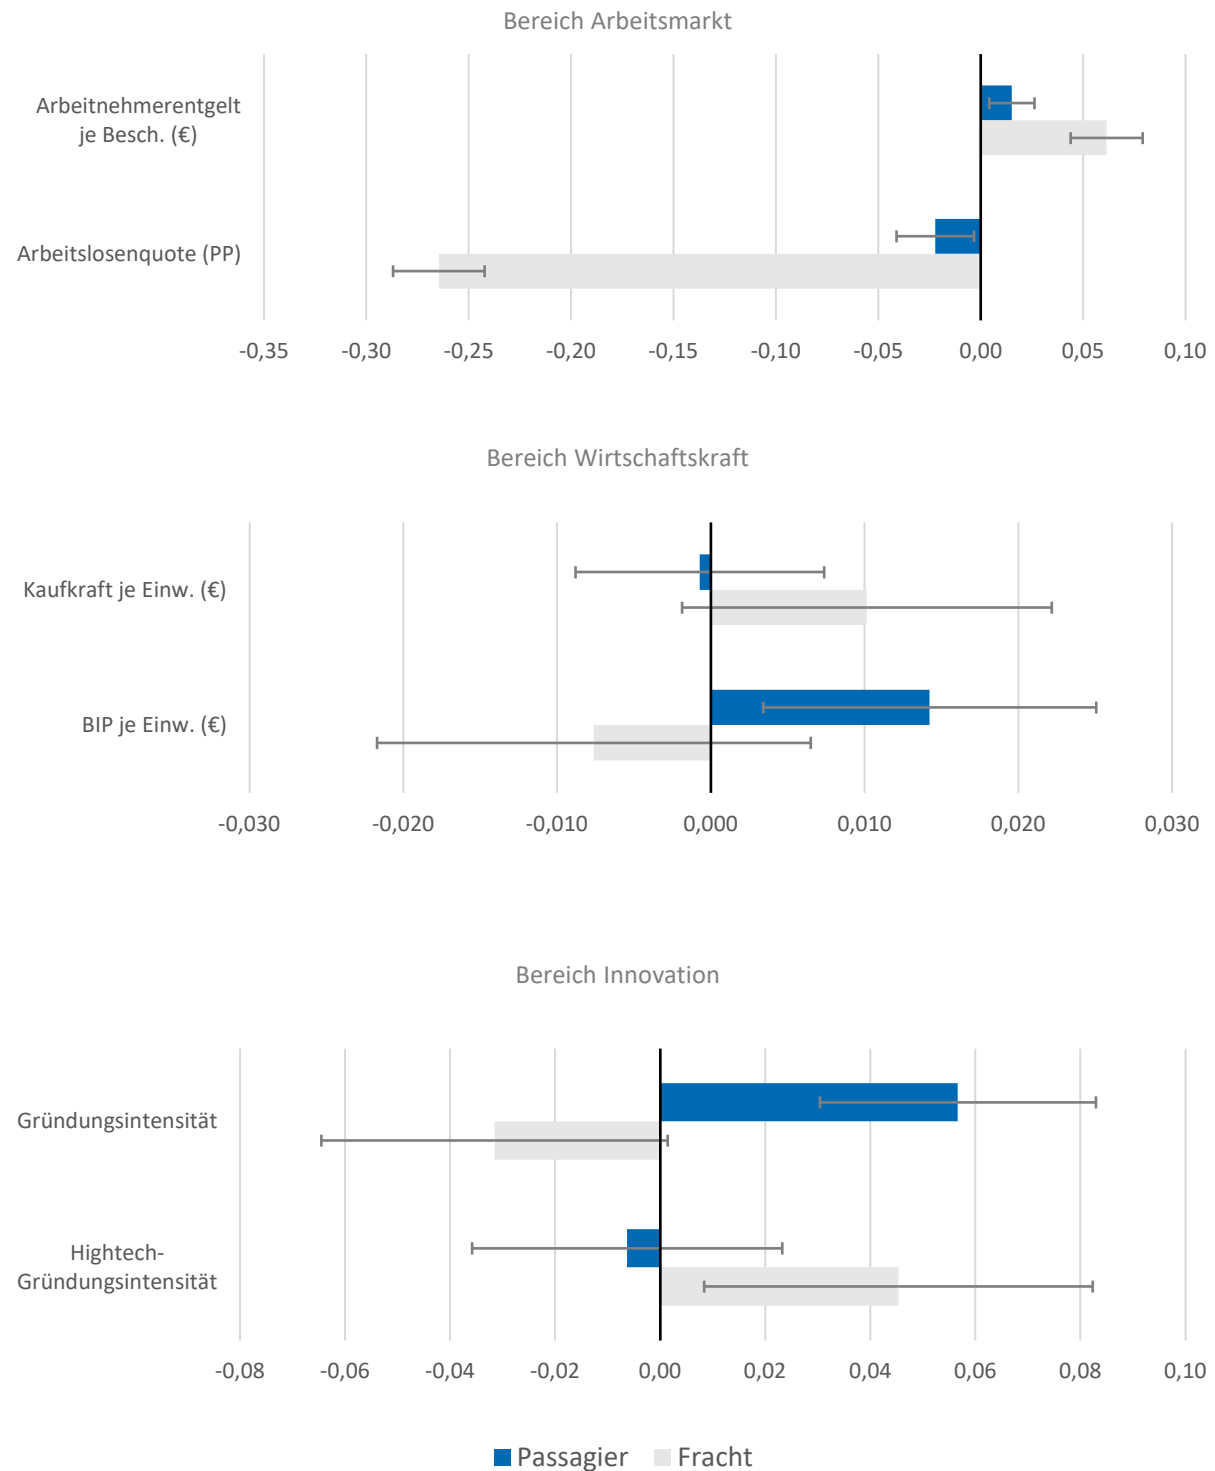 Bereich Arbeitsmarkt
Arbeitnehmerentgelt
je Besch. (€)
Arbeitslosenquote (PP)
-0,35 -0,30 -0,25 -0,20 -0,15 -0,10 -0,05 0,00 0,05 0,10
Bereich Wirtschaftskraft
Kaufkraft je Einw. (€)
BIP je Einw. (€)
-0,030 -0,020 -0,010 0,000 0,010 0,020 0,030
Bereich Innovation
Gründungsintensität
Hightech-
Gründungsintensität
-0,08 -0,06 -0,04 -0,02 0,00 0,02 0,04 0,06 0,08 0,10
Passagier Fracht